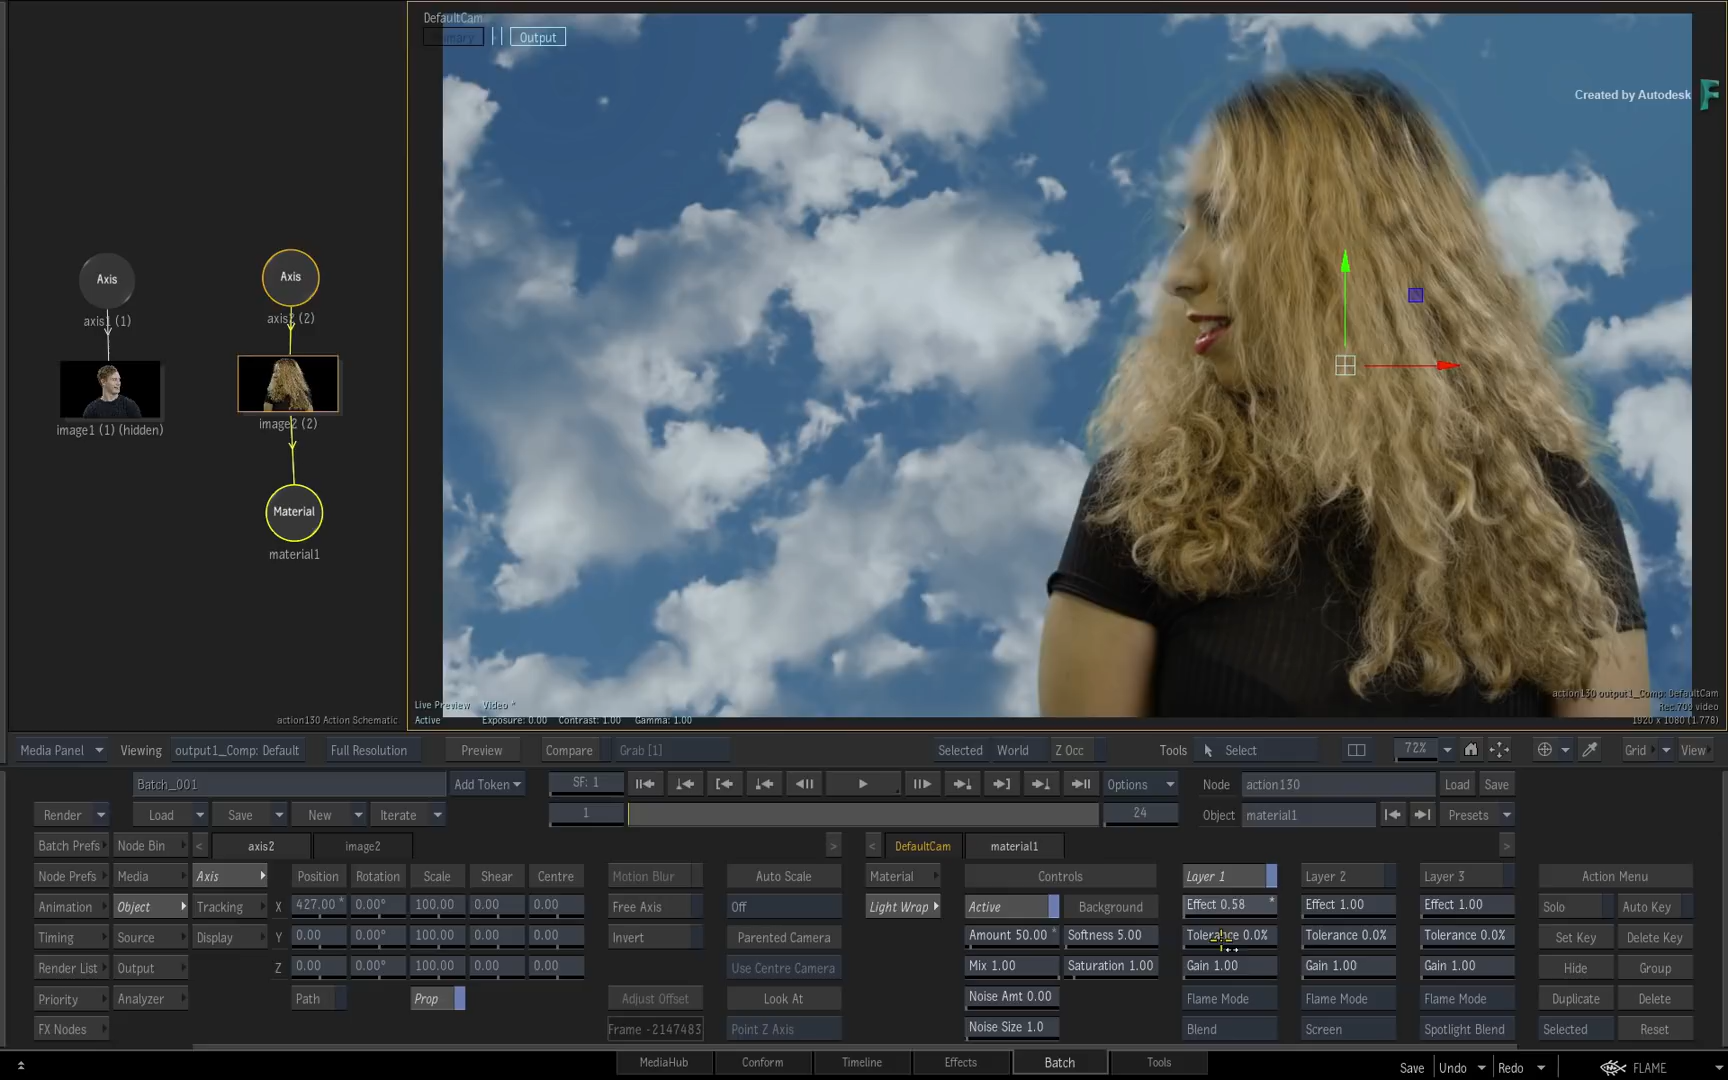 DefaultCam
Primary
Output
Created by Autodesk
Axis
axis1 (1)
image1 (1) (hidden)
Axis
axis2 (2)
image2 (2)
Material
material1
action130 Action Schematic
Live Preview Video *
Active Exposure: 0.00 Contrast: 1.00 Gamma: 1.00
action130 output1_Comp: DefaultCam
Rec.709 video
1920 x 1080 (1.778)
Media Panel Viewing output1_Comp: Default Full Resolution Preview Compare Grab [1] Selected World Z Occ Tools Select 72% Grid View
Batch_001 Add Token SF: 1 Options Node action130 Load Save
Render Load Save New Iterate 1 24 Object material1 Presets
Batch Prefs Node Bin < axis2 image2 > < DefaultCam material1 >
Node Prefs Media Axis Position Rotation Scale Shear Centre Motion Blur Auto Scale Material Controls Layer 1 Layer 2 Layer 3 Action Menu
Animation Object Tracking X 427.00 * 0.00° 100.00 0.00 0.00 Free Axis Off Light Wrap Active Background Effect 0.58 * Effect 1.00 Effect 1.00 Solo Auto Key
Timing Source Display Y 0.00 0.00° 100.00 0.00 0.00 Invert Parented Camera Amount 50.00 * Softness 5.00 Tolerance 0.0% Tolerance 0.0% Tolerance 0.0% Set Key Delete Key
Render List Output Z 0.00 0.00° 100.00 0.00 0.00 Use Centre Camera Mix 1.00 Saturation 1.00 Gain 1.00 Gain 1.00 Gain 1.00 Hide Group
Priority Analyzer Path Prop Adjust Offset Look At Noise Amt 0.00 Flame Mode Flame Mode Flame Mode Duplicate Delete
FX Nodes Frame -2147483 Point Z Axis Noise Size 1.0 Blend Screen Spotlight Blend Selected Reset
MediaHub Conform Timeline Effects Batch Tools Save Undo Redo FLAME